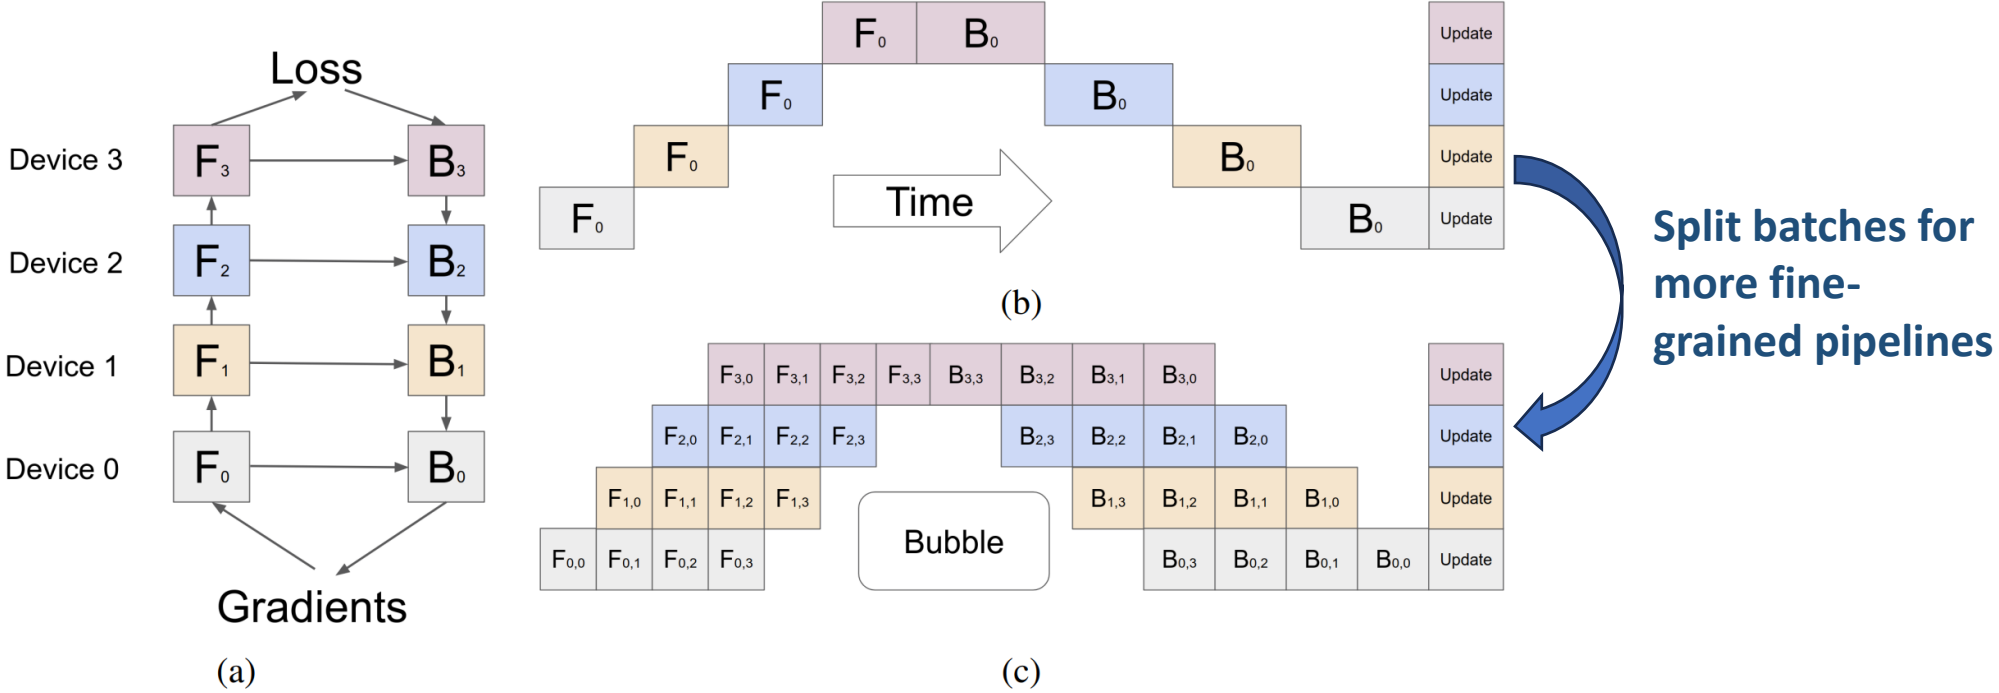 Loss
Device 3
F3
B3
Device 2
F2
B2
Device 1
F1
B1
Device 0
F0
B0
Gradients
(a)
F0 B0 Update
F0 B0 Update
F0 B0 Update
F0 B0 Update
Time
(b)
F3,0 F3,1 F3,2 F3,3 B3,3 B3,2 B3,1 B3,0 Update
F2,0 F2,1 F2,2 F2,3 B2,3 B2,2 B2,1 B2,0 Update
F1,0 F1,1 F1,2 F1,3 B1,3 B1,2 B1,1 B1,0 Update
F0,0 F0,1 F0,2 F0,3 B0,3 B0,2 B0,1 B0,0 Update
Bubble
(c)
Split batches for
more fine-
grained pipelines